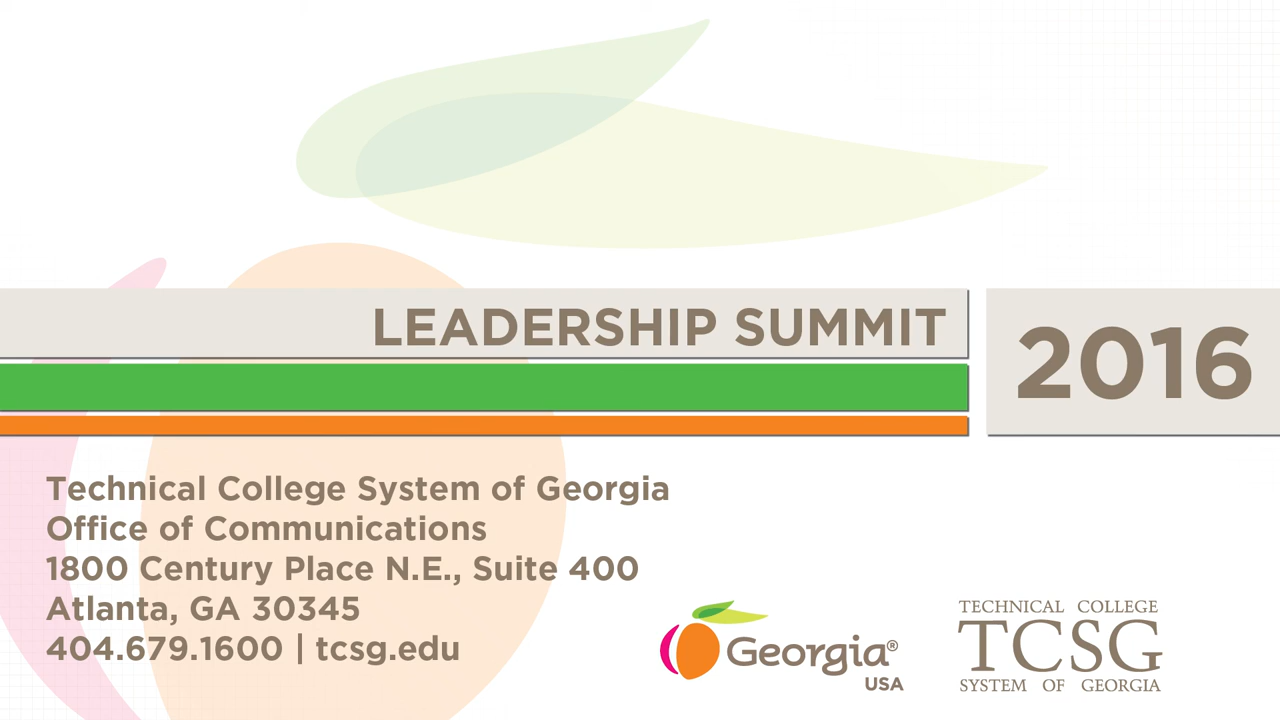 LEADERSHIP SUMMIT
2016
Technical College System of Georgia
Office of Communications
1800 Century Place N.E., Suite 400
Atlanta, GA 30345
404.679.1600 | tcsg.edu
Georgia®
USA
TECHNICAL COLLEGE
TCSG
SYSTEM OF GEORGIA